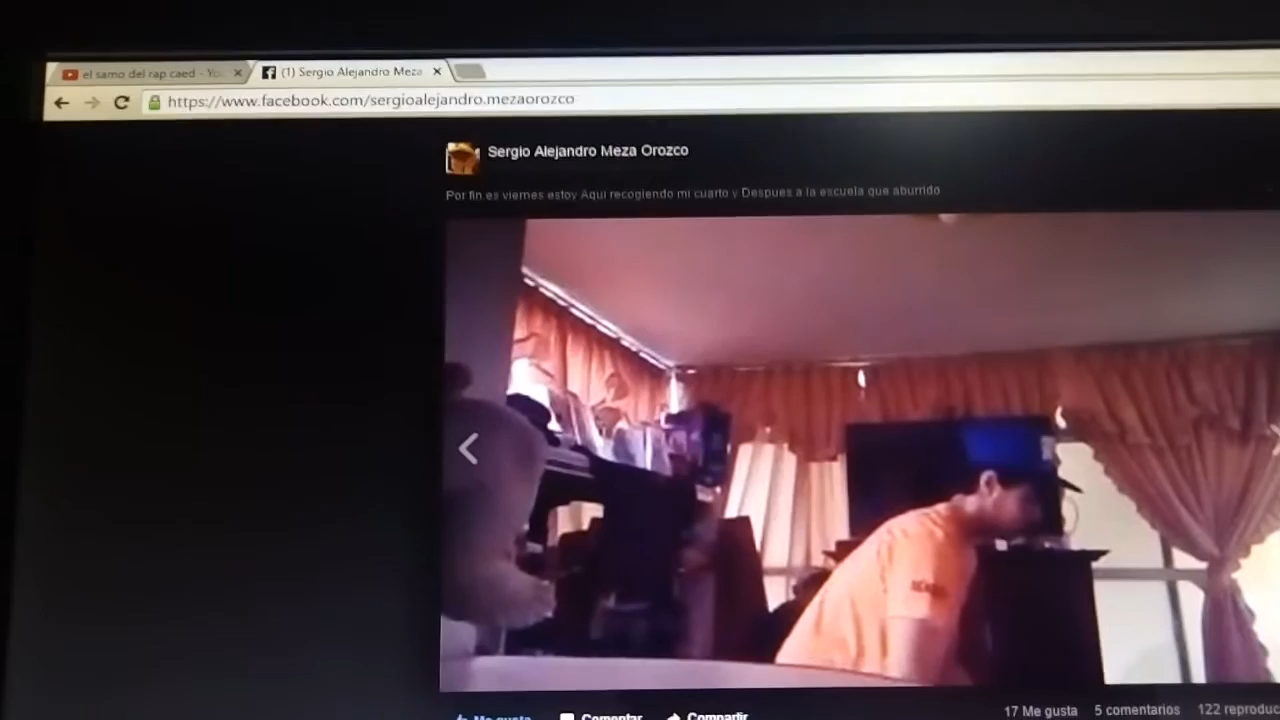 el samo del rap caed - Yo
(1) Sergio Alejandro Meza
https://www.facebook.com/sergioalejandro.mezaorozco
Sergio Alejandro Meza Orozco
Por fin es viernes estoy Aqui recogiendo mi cuarto y Despues a la escuela que aburrido
Me gusta Comentar Compartir
17 Me gusta 5 comentarios 122 reproduc